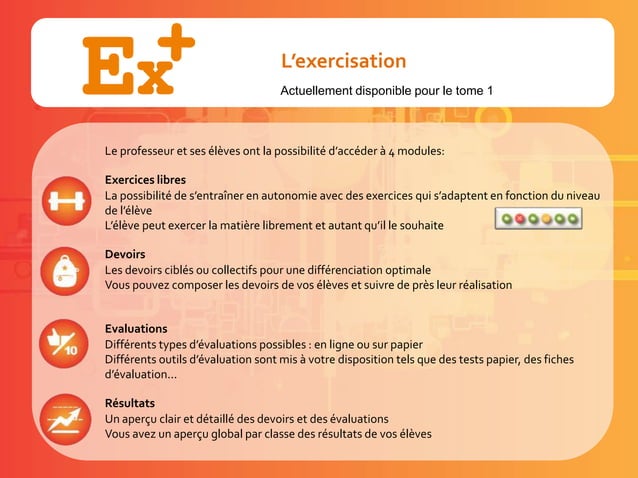 Ex+
L'exercisation
Actuellement disponible pour le tome 1
Le professeur et ses élèves ont la possibilité d'accéder à 4 modules:
Exercices libres
La possibilité de s'entraîner en autonomie avec des exercices qui s'adaptent en fonction du niveau
de l'élève
L'élève peut exercer la matière librement et autant qu'il le souhaite
Devoirs
Les devoirs ciblés ou collectifs pour une différenciation optimale
Vous pouvez composer les devoirs de vos élèves et suivre de près leur réalisation
Evaluations
10
Différents types d'évaluations possibles : en ligne ou sur papier
Différents outils d'évaluation sont mis à votre disposition tels que des tests papier, des fiches
d'évaluation...
Résultats
Un aperçu clair et détaillé des devoirs et des évaluations
Vous avez un aperçu global par classe des résultats de vos élèves